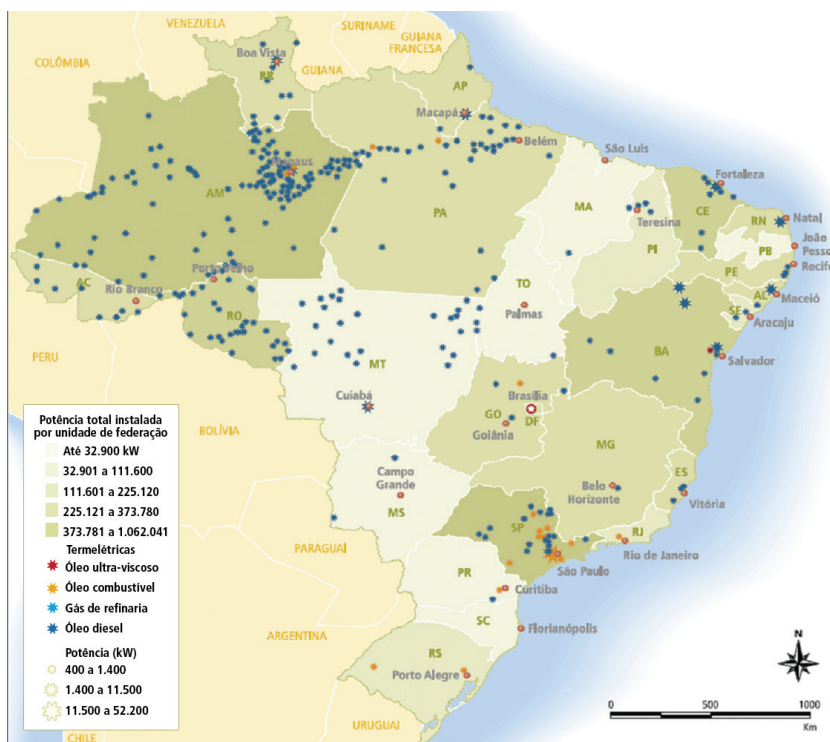 VENEZUELA
SURINAME
GUIANA
FRANCESA
COLÔMBIA
Boa Vista
GUIANA
RR
AP
Macapá
Belém
São Luis
Manaus
Fortaleza
AM
PA
MA
CE
RN
Natal
Teresina
João
Pesso
PB
PI
Recife
PE
Porto Velho
AC
TO
AL
Maceió
Rio Branco
SE
Palmas
Aracaju
RO
BA
MT
Salvador
PERU
Cuiabá
Brasília
GO
DF
Goiânia
BOLÍVIA
MG
Campo
Grande
Belo
Horizonte
ES
Vitória
MS
SP
RJ
Rio de Janeiro
PARAGUAI
São Paulo
PR
Curitiba
SC
Florianópolis
ARGENTINA
RS
Porto Alegre
URUGUAI
CHILE
Potência total instalada
por unidade de federação
Até 32.900 kW
32.901 a 111.600
111.601 a 225.120
225.121 a 373.780
373.781 a 1.062.041
Termelétricas
Óleo ultra-viscoso
Óleo combustível
Gás de refinaria
Óleo diesel
Potência (kW)
400 a 1.400
1.400 a 11.500
11.500 a 52.200
N
0 500 1000
Km